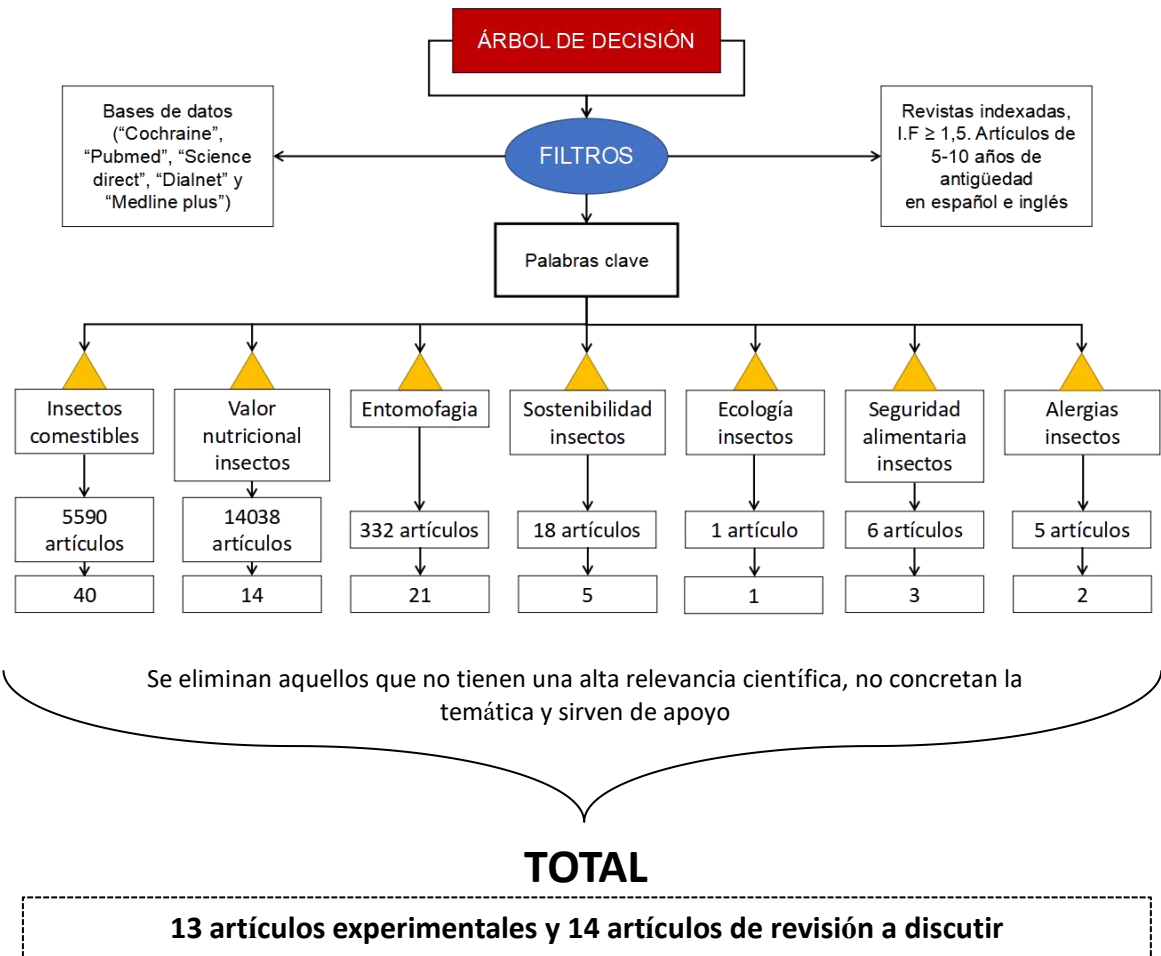 ÁRBOL DE DECISIÓN
Bases de datos
(“Cochraine”,
“Pubmed”, “Science
direct”, “Dialnet” y
“Medline plus”)
FILTROS
Revistas indexadas,
I.F ≥ 1,5. Artículos de
5-10 años de
antigüedad
en español e inglés
Palabras clave
Insectos
comestibles
Valor
nutricional
insectos
Entomofagia
Sostenibilidad
insectos
Ecología
insectos
Seguridad
alimentaria
insectos
Alergias
insectos
5590
artículos
14038
artículos
332 artículos
18 artículos
1 artículo
6 artículos
5 artículos
40
14
21
5
1
3
2
Se eliminan aquellos que no tienen una alta relevancia científica, no concretan la
temática y sirven de apoyo
TOTAL
13 artículos experimentales y 14 artículos de revisión a discutir